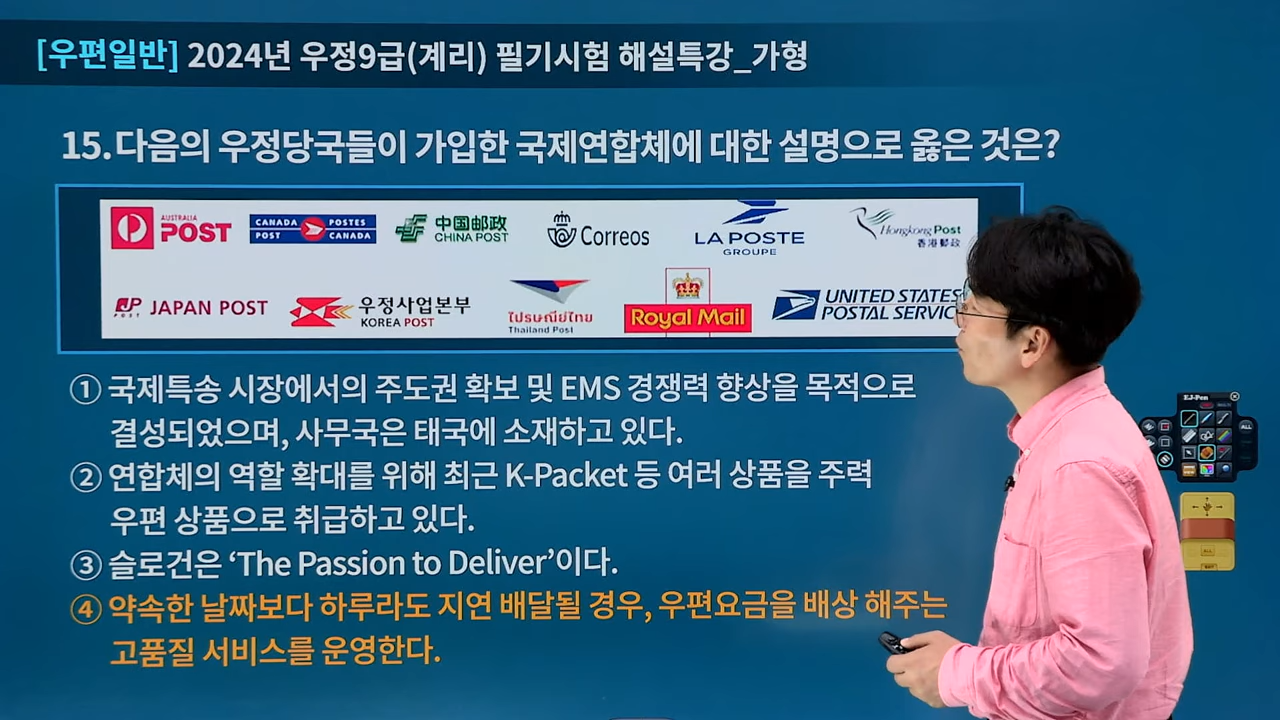 [우편일반] 2024년 우정9급(계리) 필기시험 해설특강_가형
15. 다음의 우정당국들이 가입한 국제연합체에 대한 설명으로 옳은 것은?
AUSTRALIA
POST
CANADA POSTES
POST CANADA
中国邮政
CHINA POST
Correos
LA POSTE
GROUPE
Hongkong Post
香港郵政
JP
POST
JAPAN POST
우정사업본부
KOREA POST
ไปรษณีย์ไทย
Thailand Post
Royal Mail
UNITED STATES
POSTAL SERVIC
① 국제특송 시장에서의 주도권 확보 및 EMS 경쟁력 향상을 목적으로
결성되었으며, 사무국은 태국에 소재하고 있다.
② 연합체의 역할 확대를 위해 최근 K-Packet 등 여러 상품을 주력
우편 상품으로 취급하고 있다.
③ 슬로건은 ‘The Passion to Deliver’이다.
④ 약속한 날짜보다 하루라도 지연 배달될 경우, 우편요금을 배상 해주는
고품질 서비스를 운영한다.
EJ-Pen
ALL
ALL
EXIT